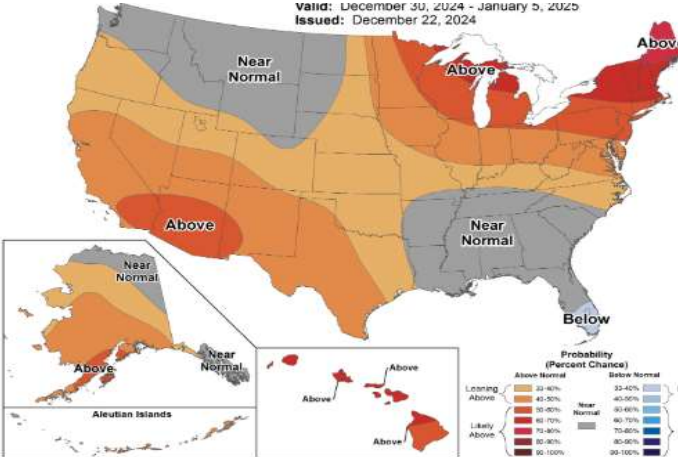 Valid: December 30, 2024 - January 5, 2025
Issued: December 22, 2024
Near
Normal
Above
Above
Above
Near
Normal
Below
Near
Normal
Above
Near
Normal
Aleutian Islands
Above
Above
Above
Probability
(Percent Chance)
Above Normal
Below Normal
Leaning
Above
33-40%
40-50%
Likely
Above
50-60%
60-70%
70-80%
80-90%
90-100%
Near
Normal
33-40%
40-50%
50-60%
60-70%
70-80%
80-90%
90-100%